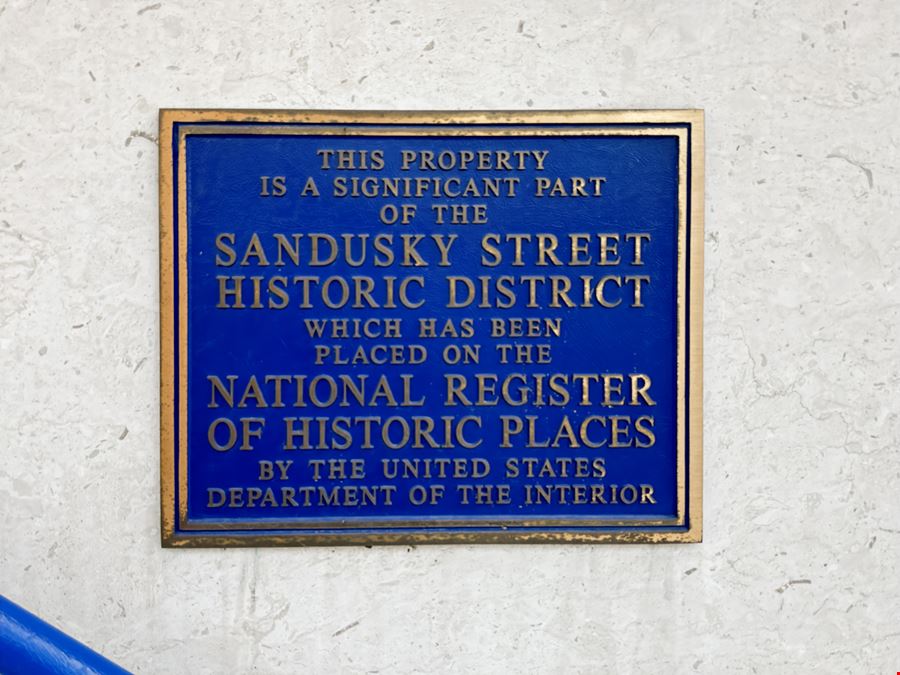 THIS PROPERTY
IS A SIGNIFICANT PART
OF THE
SANDUSKY STREET
HISTORIC DISTRICT
WHICH HAS BEEN
PLACED ON THE
NATIONAL REGISTER
OF HISTORIC PLACES
BY THE UNITED STATES
DEPARTMENT OF THE INTERIOR